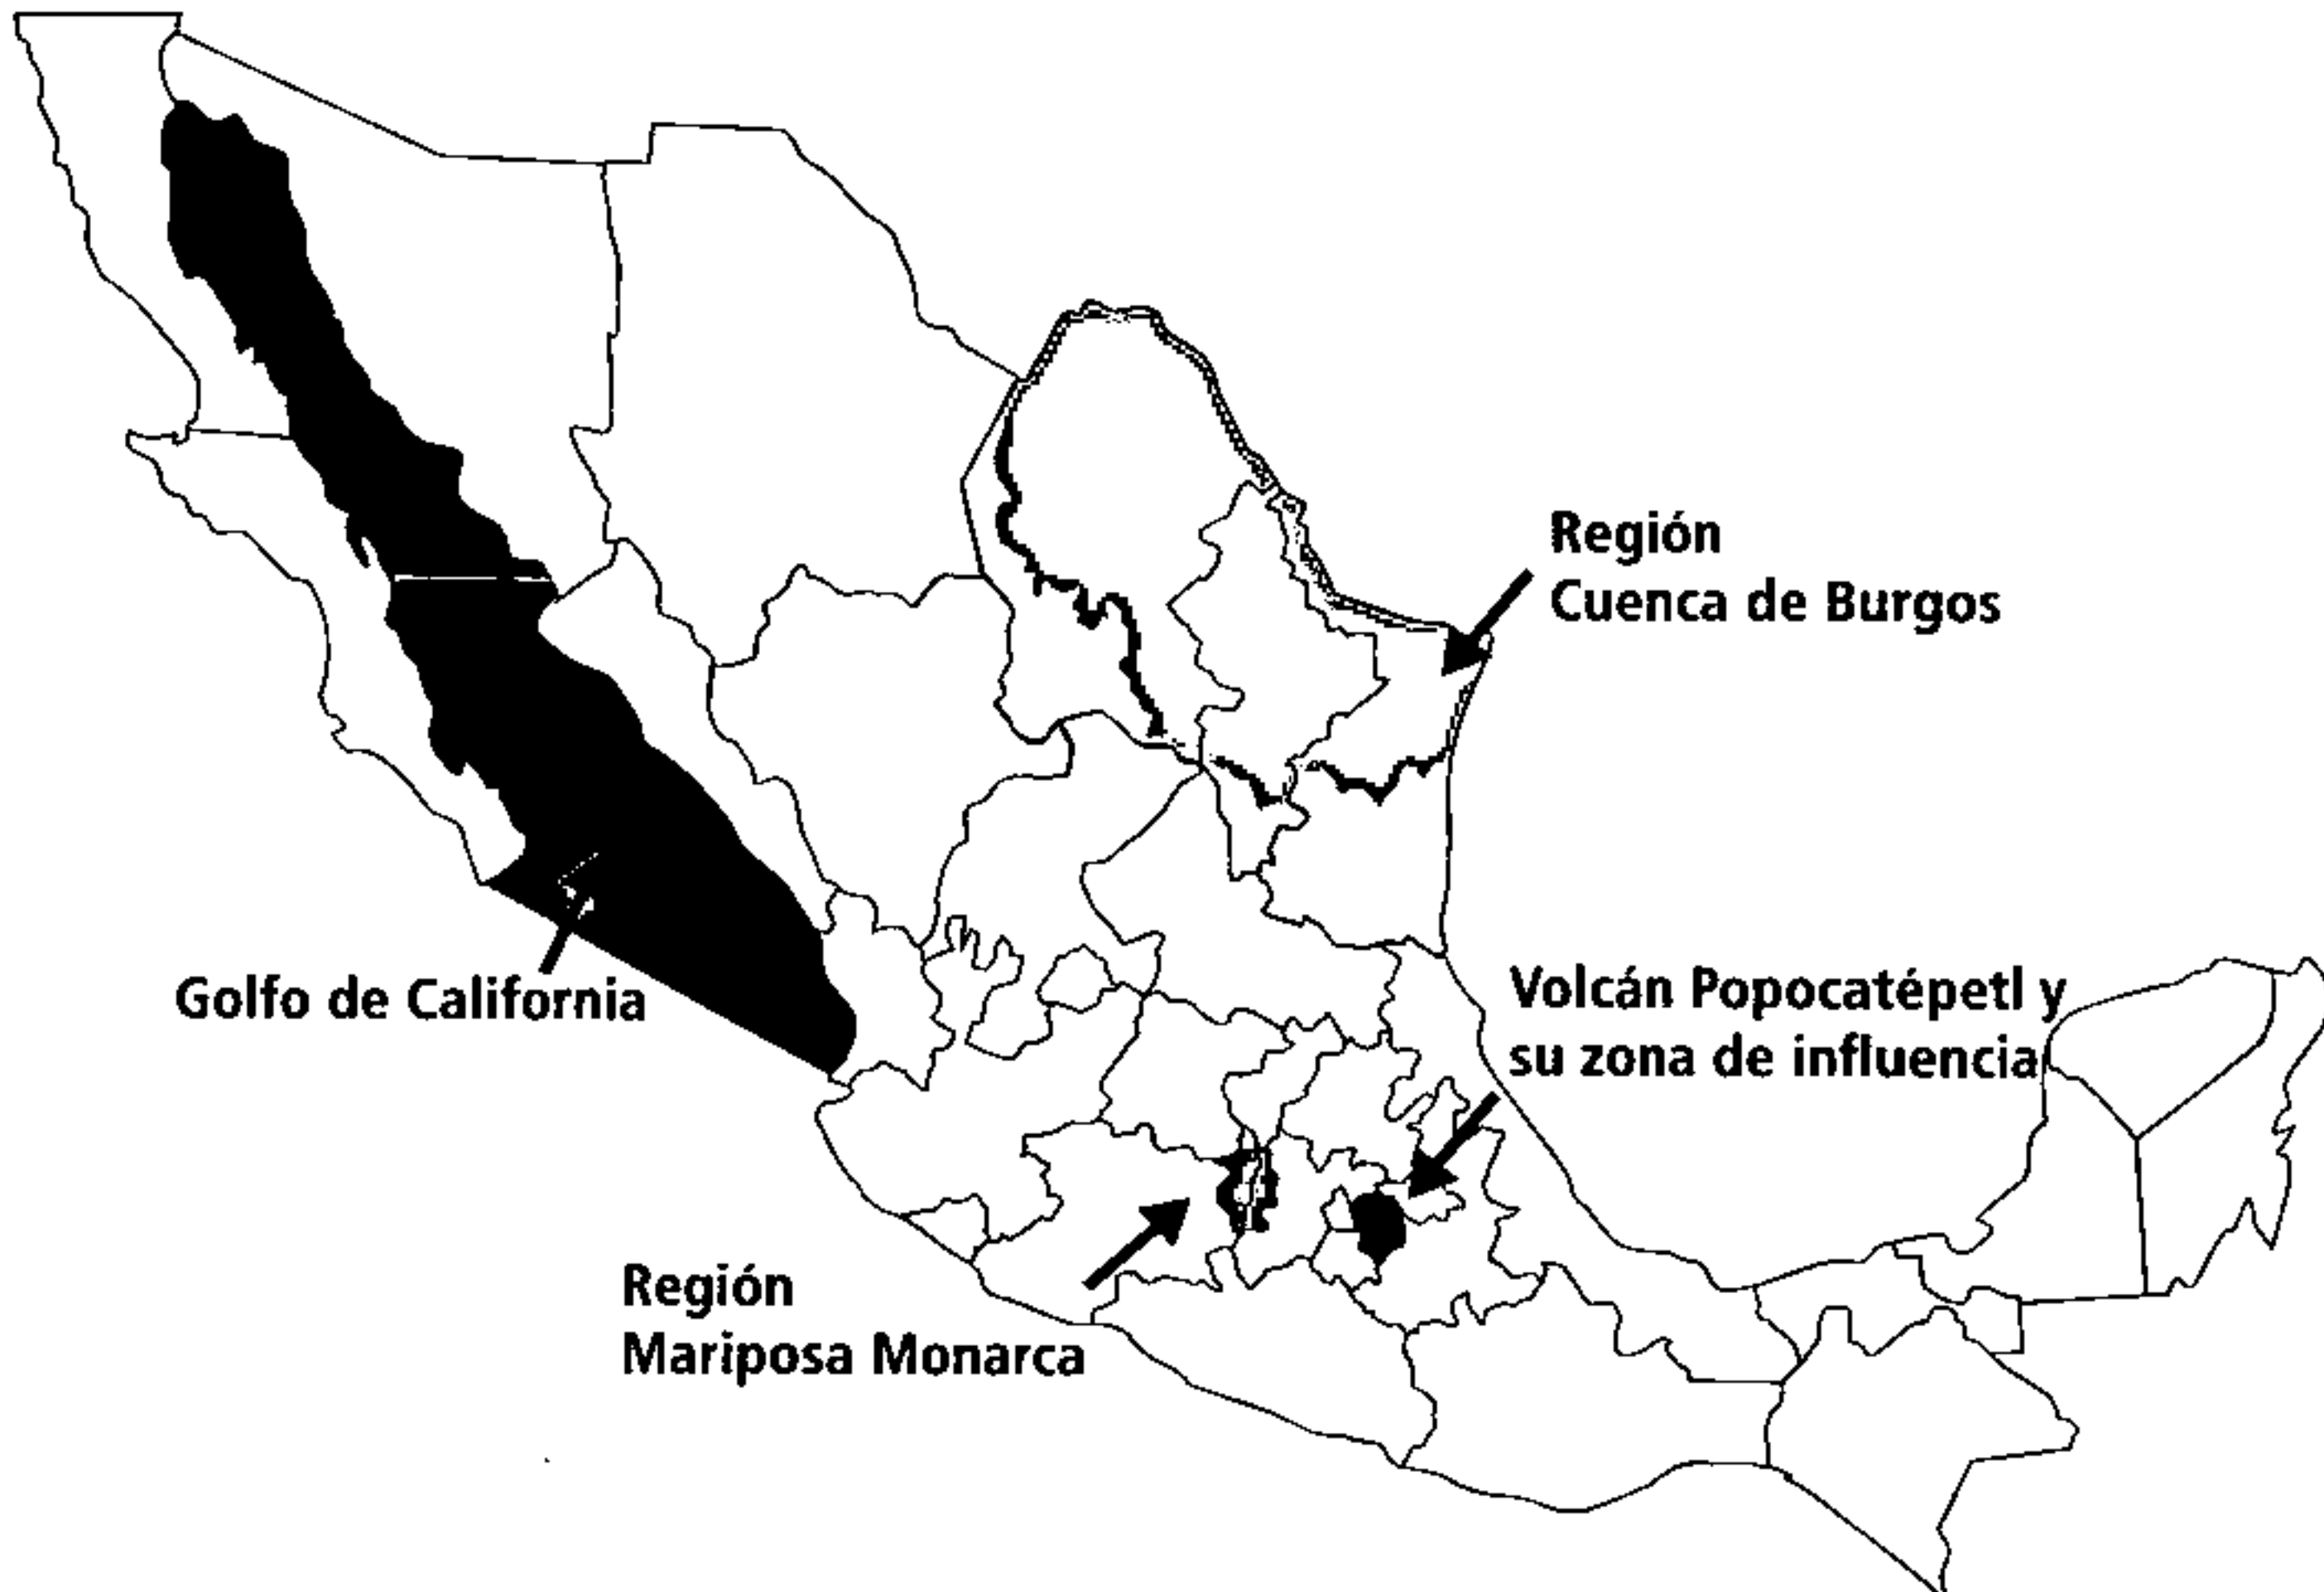 Región
Cuenca de Burgos
Golfo de California
Volcán Popocatépetl y
su zona de influencia
Región
Mariposa Monarca